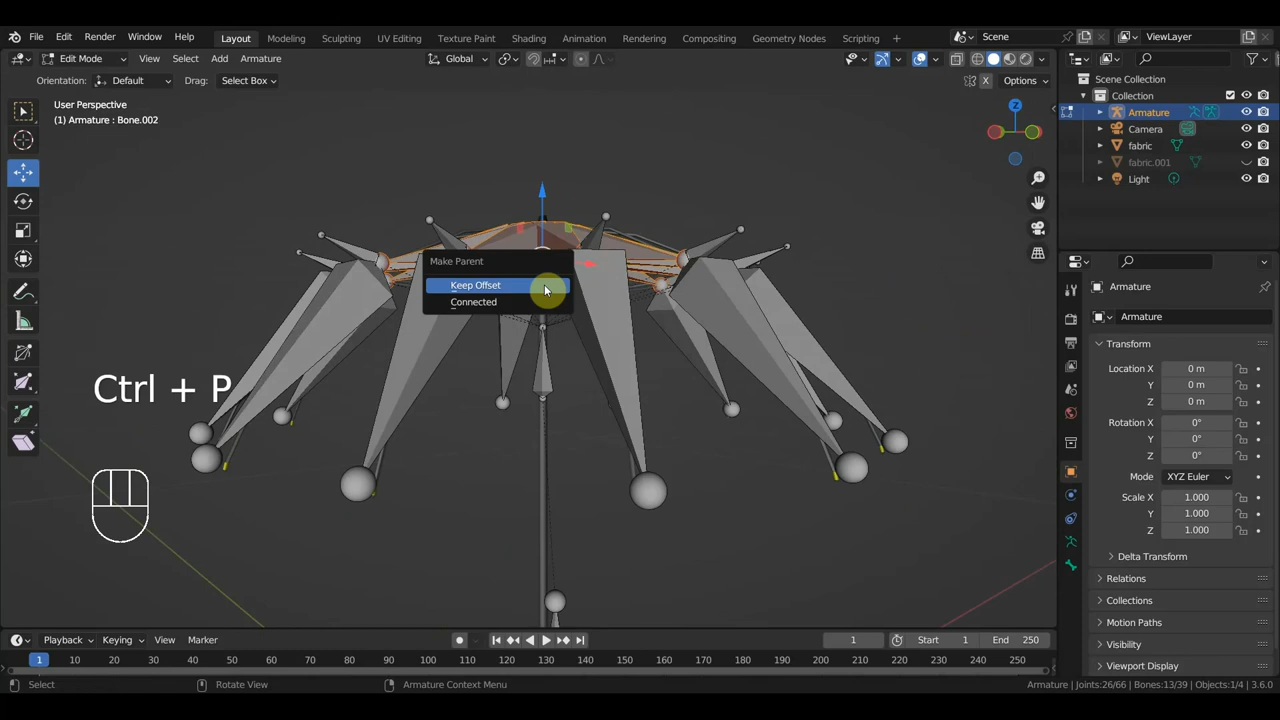 File Edit Render Window Help Layout Modeling Sculpting UV Editing Texture Paint Shading Animation Rendering Compositing Geometry Nodes Scripting + Scene ViewLayer
Edit Mode View Select Add Armature Global
Orientation: Default Drag: Select Box X Options
User Perspective
(1) Armature : Bone.002
Z
Scene Collection
Collection
Armature
Camera
fabric
fabric.001
Light
Make Parent
Keep Offset
Connected
Ctrl + P
Armature
Armature
Transform
Location X 0 m
Y 0 m
Z 0 m
Rotation X 0°
Y 0°
Z 0°
Mode XYZ Euler
Scale X 1.000
Y 1.000
Z 1.000
Delta Transform
Relations
Collections
Motion Paths
Visibility
Viewport Display
Playback Keying View Marker 1 Start 1 End 250
1 10 20 30 40 50 60 70 80 90 100 110 120 130 140 150 160 170 180 190 200 210 220 230 240 250
Select Rotate View Armature Context Menu Armature | Joints:26/66 | Bones:13/39 | Objects:1/4 | 3.6.0